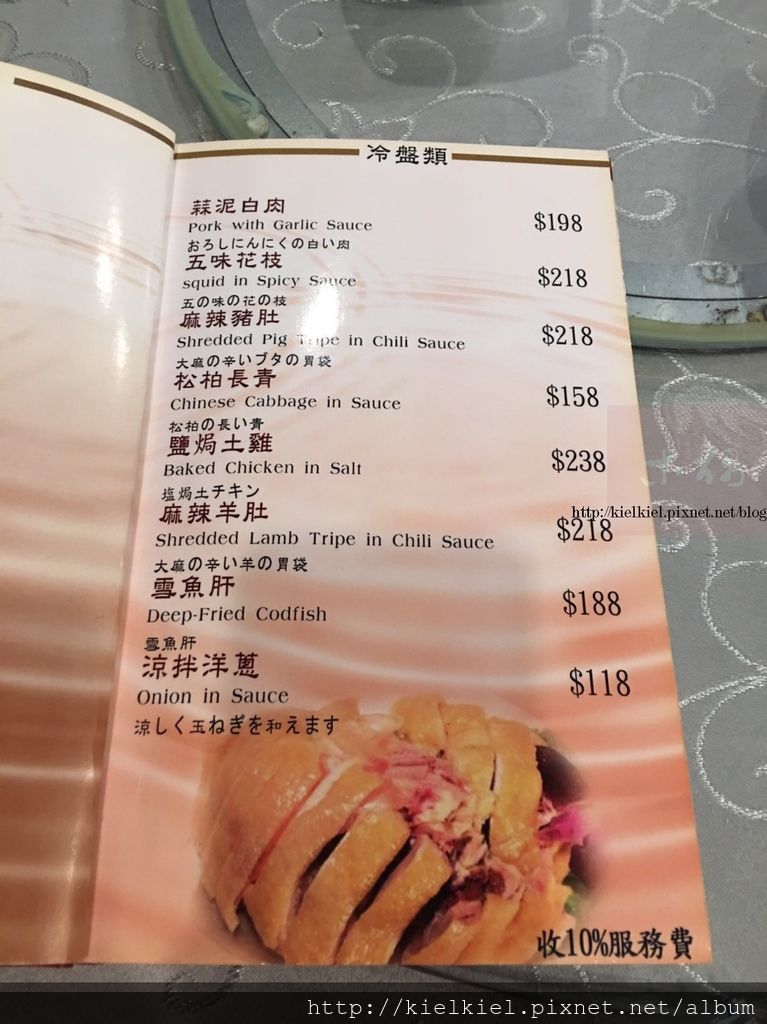 冷盤類
蒜泥白肉
Pork with Garlic Sauce $198
おろしにんにくの白い肉
五味花枝
squid in Spicy Sauce $218
五の味の花の枝
麻辣豬肚
Shredded Pig Tripe in Chili Sauce $218
大麻の辛いブタの胃袋
松柏長青
Chinese Cabbage in Sauce $158
松柏の長い青
鹽焗土雞
Baked Chicken in Salt $238
塩焗土チキン
麻辣羊肚
Shredded Lamb Tripe in Chili Sauce $218
大麻の辛い羊の胃袋
雪魚肝
Deep-Fried Codfish $188
雪魚肝
涼拌洋蔥
Onion in Sauce $118
涼しく玉ねぎを和えます
收10%服務費
http://kielkiel.pixnet.net/blog
http://kielkiel.pixnet.net/album